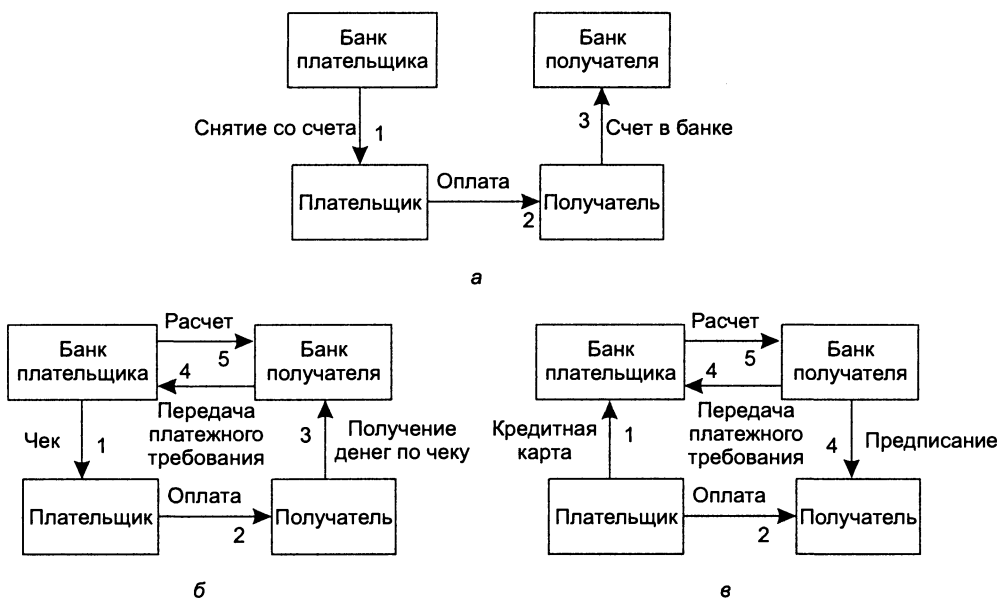 Банк
плательщика
Банк
получателя
Снятие со счета
1
3
Счет в банке
Плательщик
Оплата
2
Получатель
а
Банк
плательщика
Расчет
5
4
Банк
получателя
Чек
1
Передача
платежного
требования
3
Получение
денег по чеку
Плательщик
Оплата
2
Получатель
б
Банк
плательщика
Расчет
5
4
Банк
получателя
Кредитная
карта
1
Передача
платежного
требования
4
Предписание
Плательщик
Оплата
2
Получатель
в